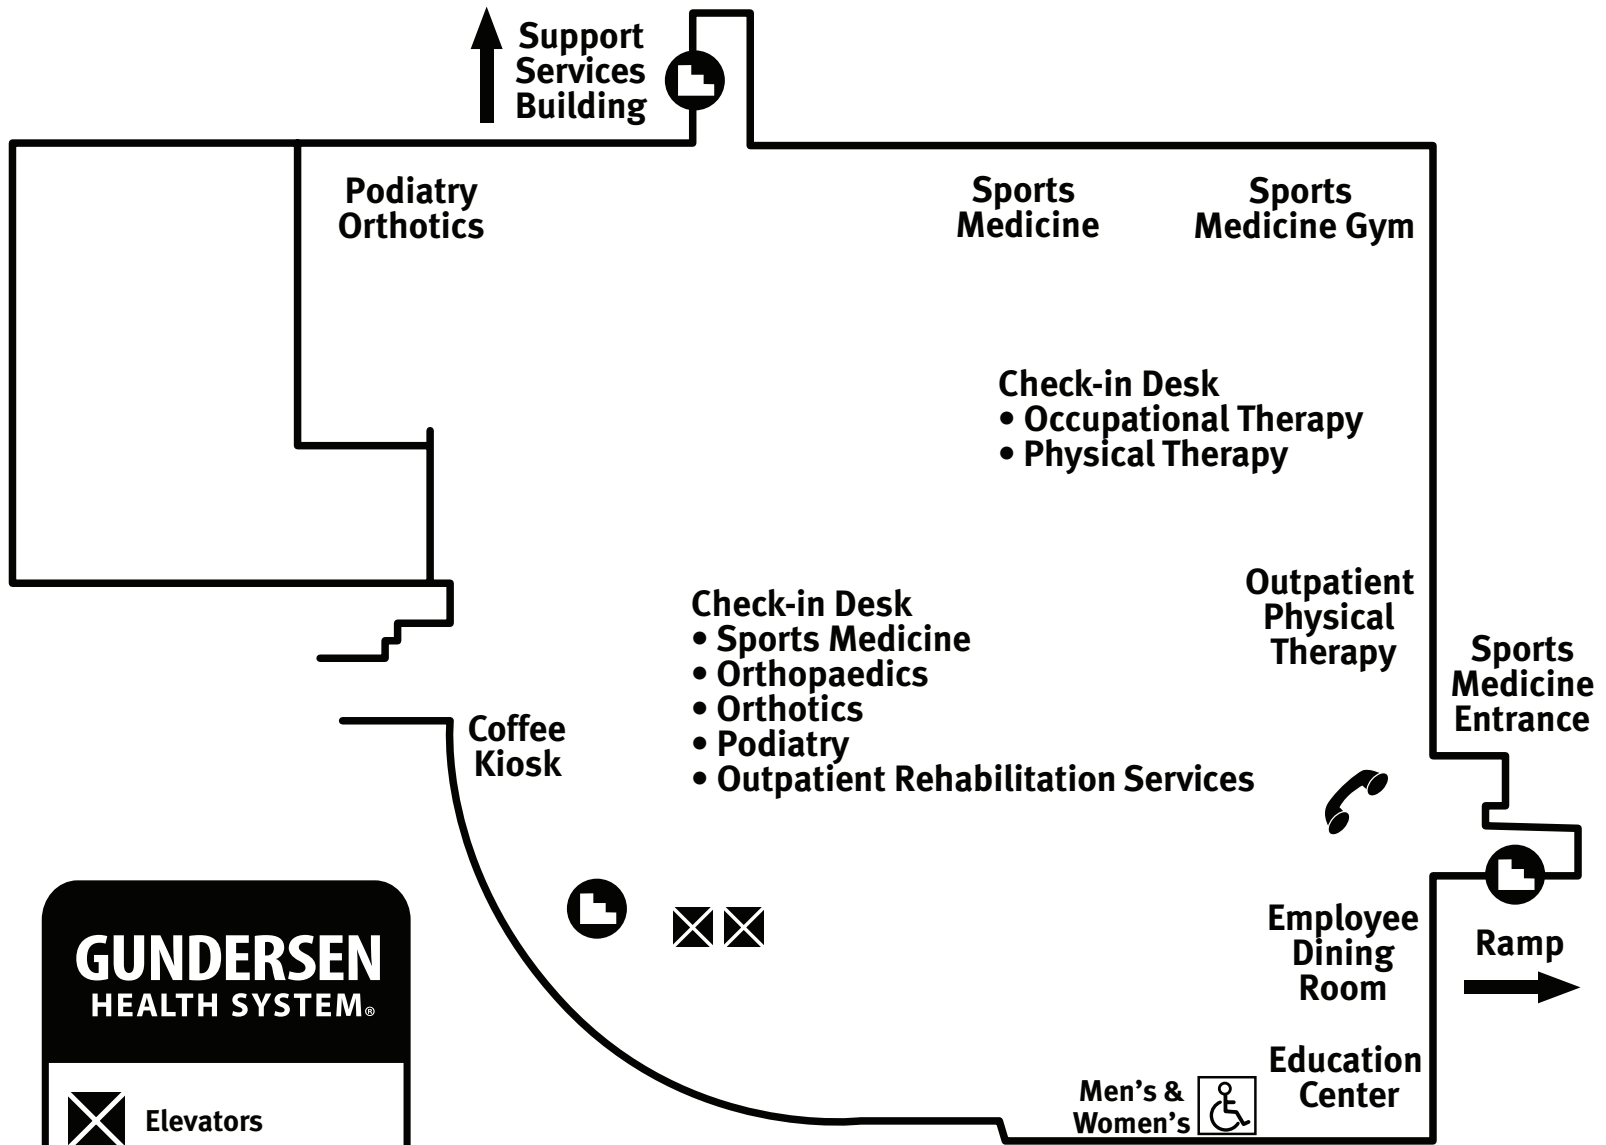 Support
Services
Building
Podiatry
Orthotics
Sports
Medicine
Sports
Medicine Gym
Check-in Desk
• Occupational Therapy
• Physical Therapy
Outpatient
Physical
Therapy
Sports
Medicine
Entrance
Check-in Desk
• Sports Medicine
• Orthopaedics
• Orthotics
• Podiatry
• Outpatient Rehabilitation Services
Coffee
Kiosk
Employee
Dining
Room
Ramp
Education
Center
Men's &
Women's
GUNDERSEN
HEALTH SYSTEM®
Elevators